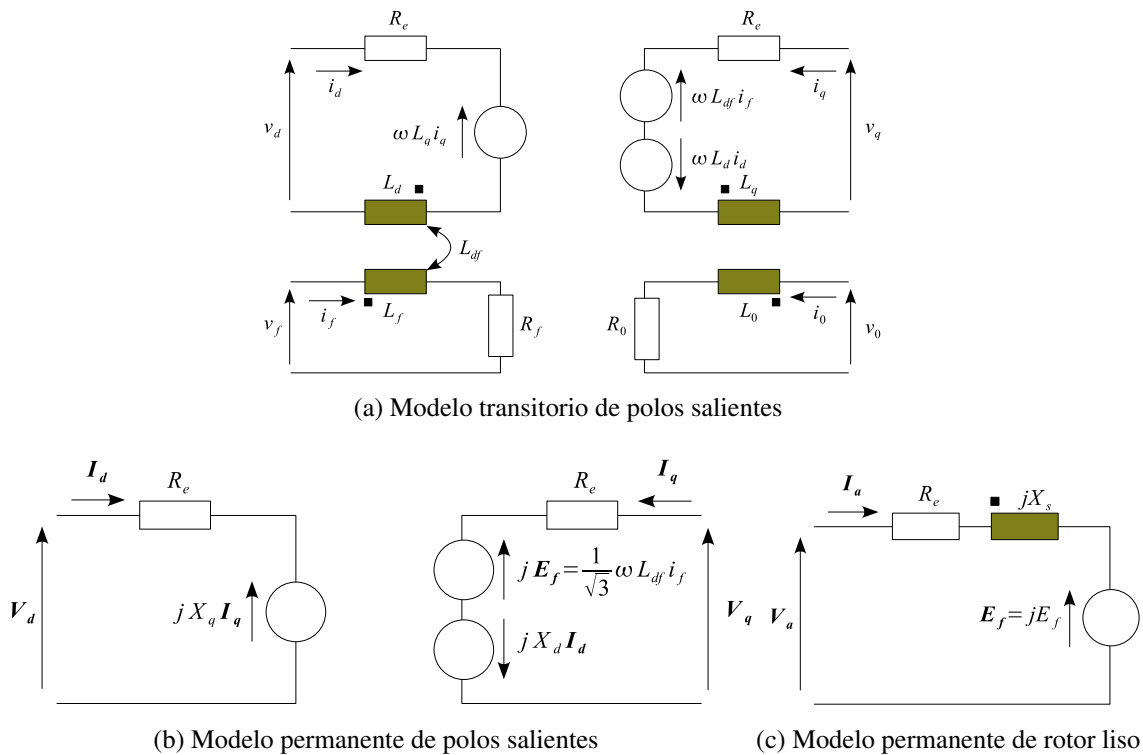 R_e
i_d
v_d
ω L_q i_q
L_d
L_df
R_e
i_q
ω L_df i_f
ω L_d i_d
v_q
L_q
v_f
i_f
L_f
R_f
R_0
L_0
i_0
v_0
(a) Modelo transitorio de polos salientes
I_d
R_e
V_d
j X_q I_q
R_e
I_q
j E_f = 1/√3 ω L_df i_f
j X_d I_d
V_q
I_a
R_e
jX_s
V_a
E_f = jE_f
(b) Modelo permanente de polos salientes
(c) Modelo permanente de rotor liso